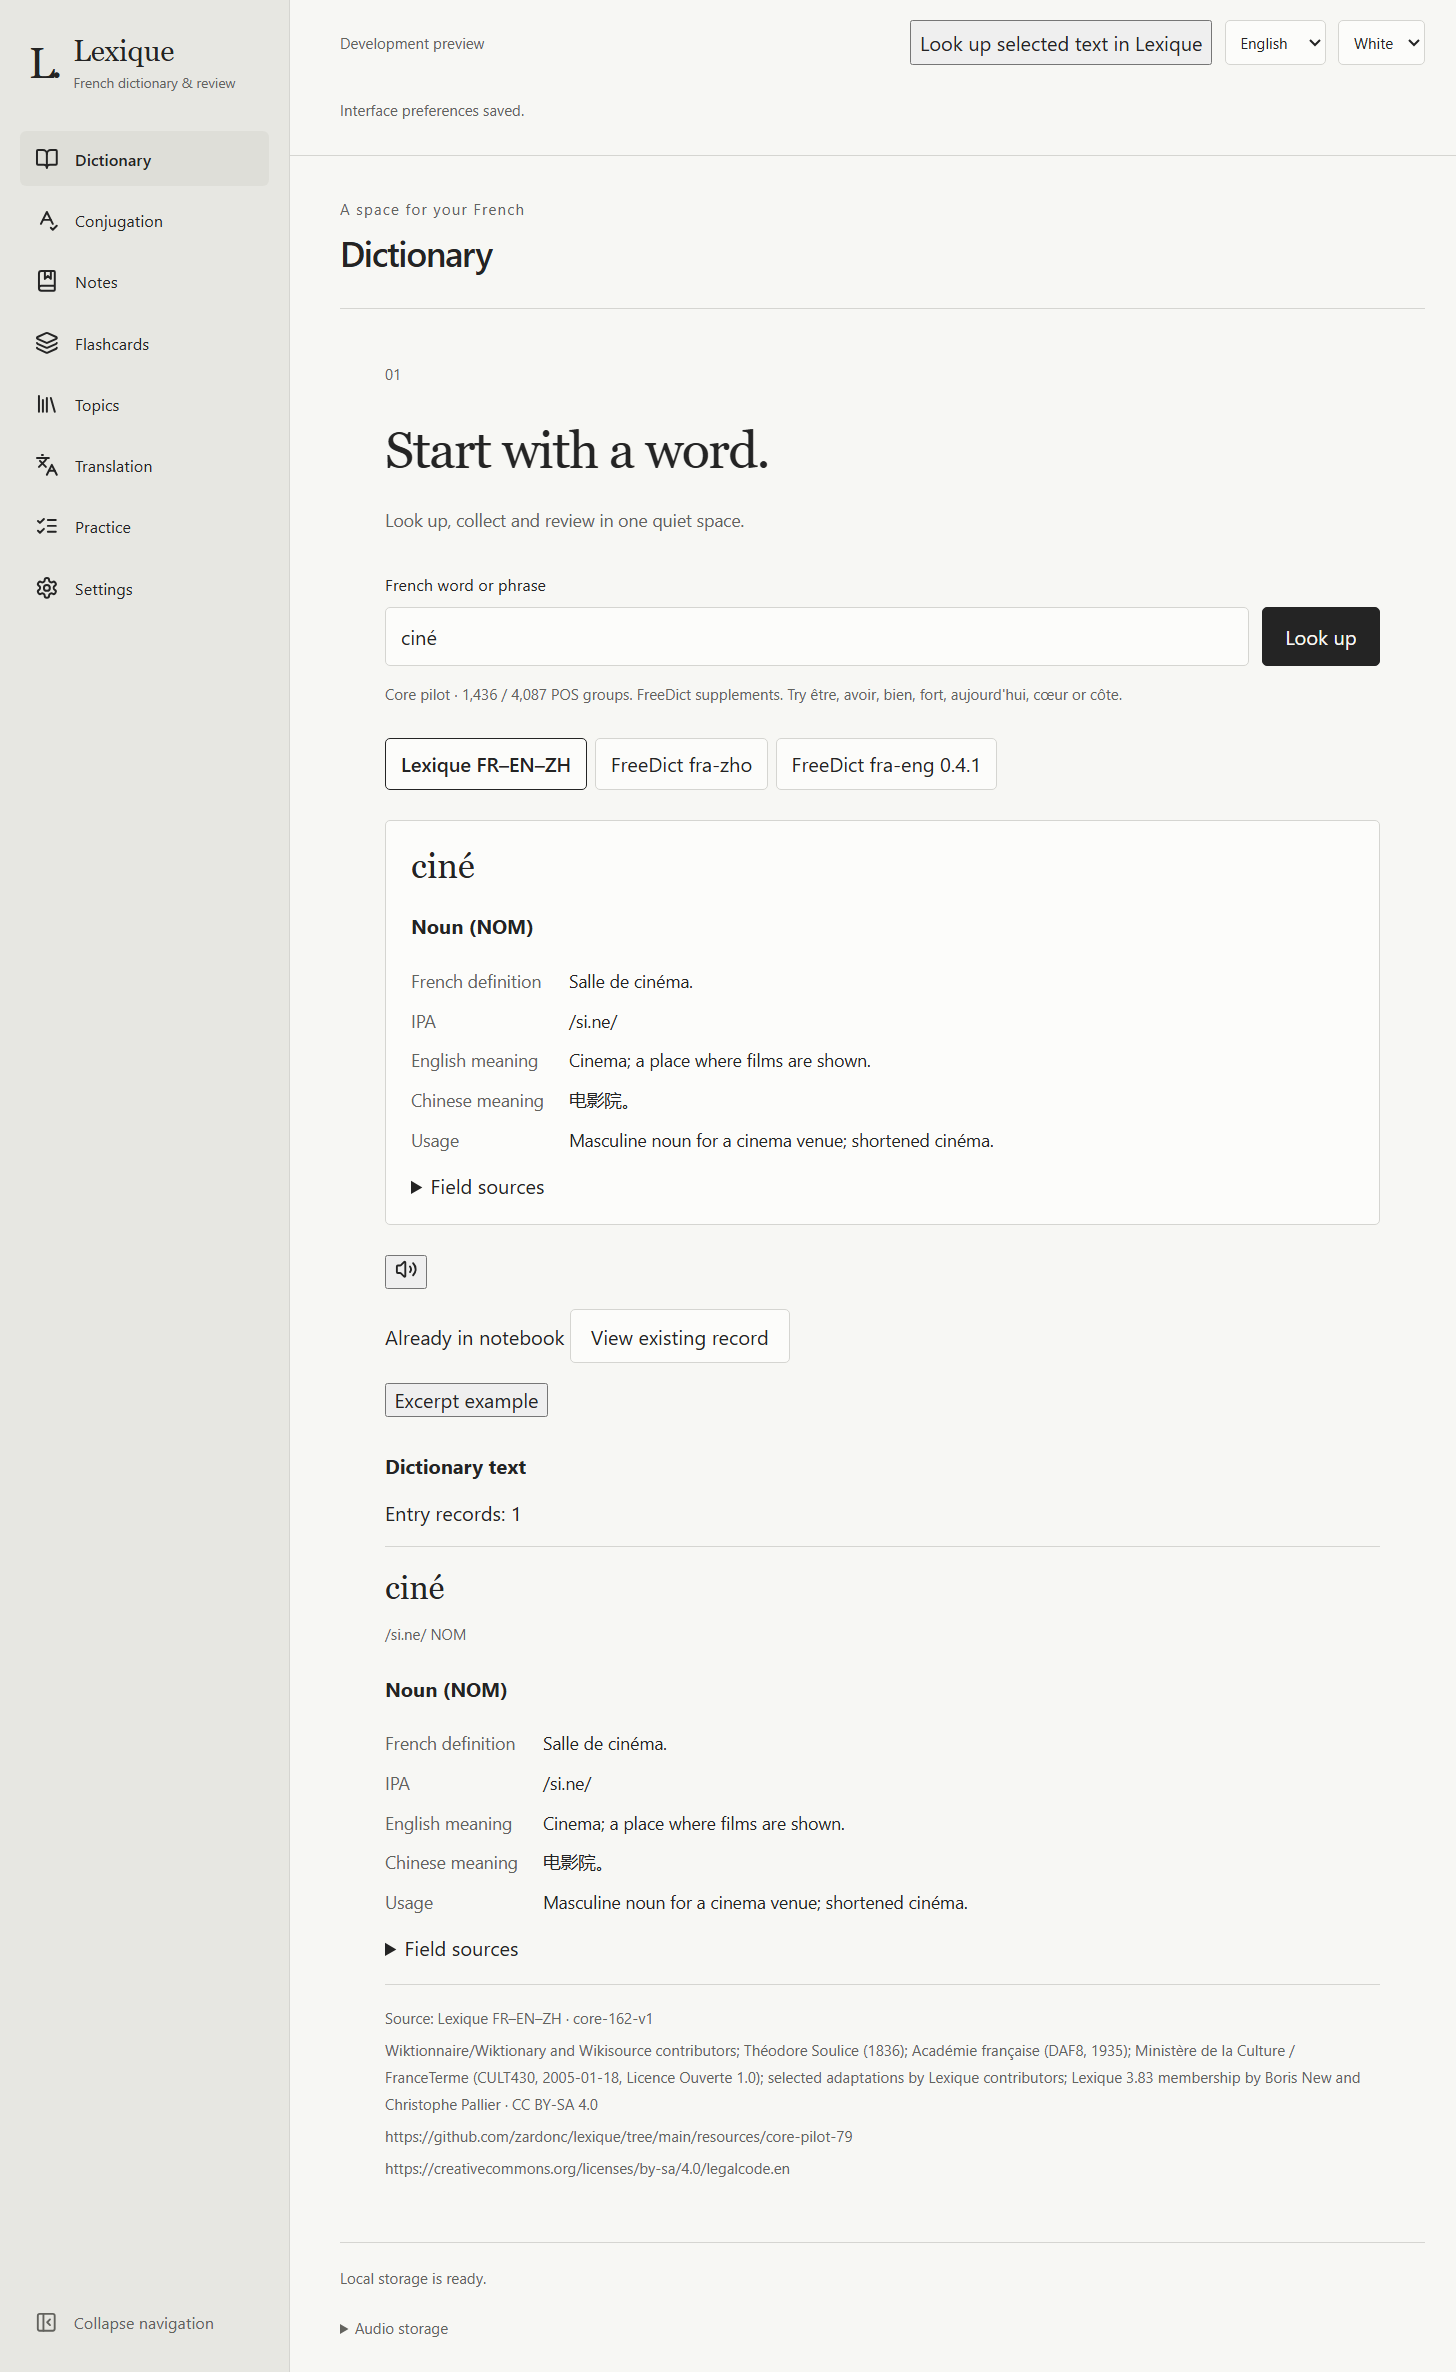 Lexique
French dictionary & review
Dictionary
Conjugation
Notes
Flashcards
Topics
Translation
Practice
Settings
Collapse navigation
Development preview
Look up selected text in Lexique
English
White
Interface preferences saved.
A space for your French
Dictionary
01
Start with a word.
Look up, collect and review in one quiet space.
French word or phrase
ciné
Look up
Core pilot · 1,436 / 4,087 POS groups. FreeDict supplements. Try être, avoir, bien, fort, aujourd'hui, cœur or côte.
Lexique FR–EN–ZH
FreeDict fra-zho
FreeDict fra-eng 0.4.1
ciné
Noun (NOM)
French definition Salle de cinéma.
IPA /si.ne/
English meaning Cinema; a place where films are shown.
Chinese meaning 电影院。
Usage Masculine noun for a cinema venue; shortened cinéma.
Field sources
Already in notebook View existing record
Excerpt example
Dictionary text
Entry records: 1
ciné
/si.ne/ NOM
Noun (NOM)
French definition Salle de cinéma.
IPA /si.ne/
English meaning Cinema; a place where films are shown.
Chinese meaning 电影院。
Usage Masculine noun for a cinema venue; shortened cinéma.
Field sources
Source: Lexique FR–EN–ZH · core-162-v1
Wiktionnaire/Wiktionary and Wikisource contributors; Théodore Soulice (1836); Académie française (DAF8, 1935); Ministère de la Culture /
FranceTerme (CULT430, 2005-01-18, Licence Ouverte 1.0); selected adaptations by Lexique contributors; Lexique 3.83 membership by Boris New and
Christophe Pallier · CC BY-SA 4.0
https://github.com/zardonc/lexique/tree/main/resources/core-pilot-79
https://creativecommons.org/licenses/by-sa/4.0/legalcode.en
Local storage is ready.
Audio storage